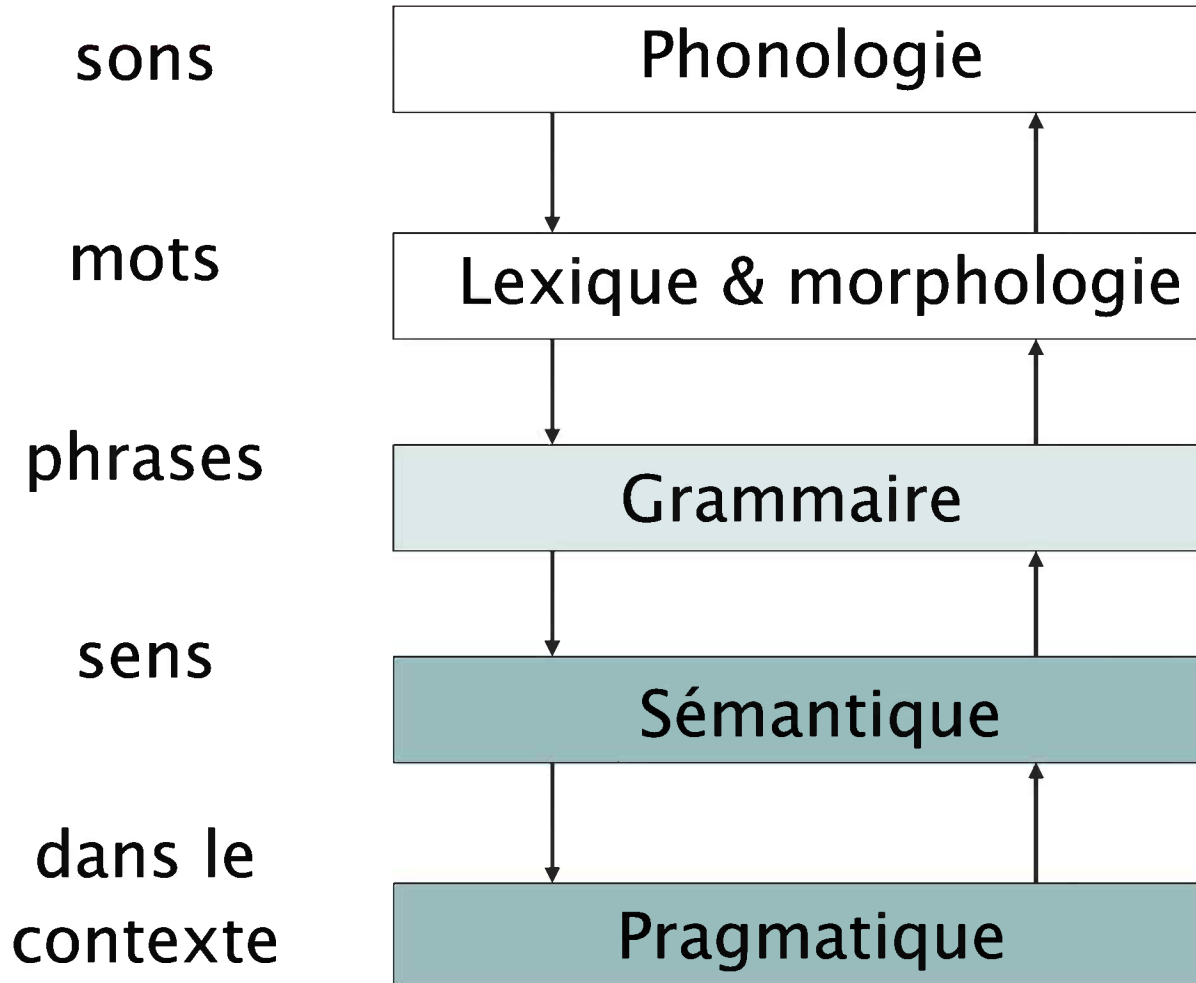 sons
Phonologie
mots
Lexique & morphologie
phrases
Grammaire
sens
Sémantique
dans le
contexte
Pragmatique